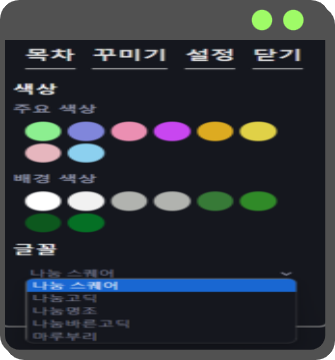 목차 꾸미기 설정 닫기
색상
주요 색상
배경 색상
글꼴
나눔 스퀘어
나눔 스퀘어
나눔고딕
나눔명조
나눔바른고딕
마루부리